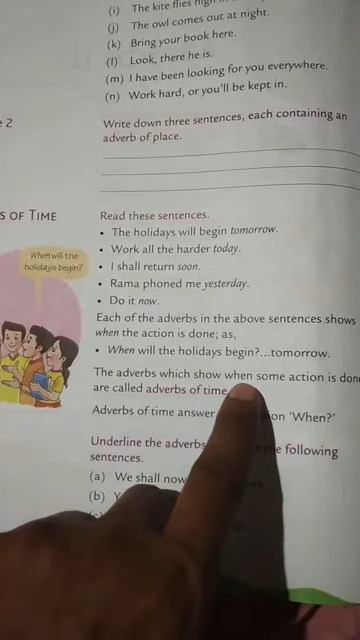 (i) The kite flies high
(j) The owl comes out at night.
(k) Bring your book here.
(l) Look, there he is.
(m) I have been looking for you everywhere.
(n) Work hard, or you'll be kept in.
e 2
Write down three sentences, each containing an
adverb of place.
S OF TIME
Read these sentences.
When will the
holidays begin?
• The holidays will begin tomorrow.
• Work all the harder today.
• I shall return soon.
• Rama phoned me yesterday.
• Do it now.
Each of the adverbs in the above sentences shows
when the action is done; as,
• When will the holidays begin?...tomorrow.
The adverbs which show when some action is done
are called adverbs of time
Adverbs of time answer ion 'When?'
Underline the adverbs the following
sentences.
(a) We shall now
(b)